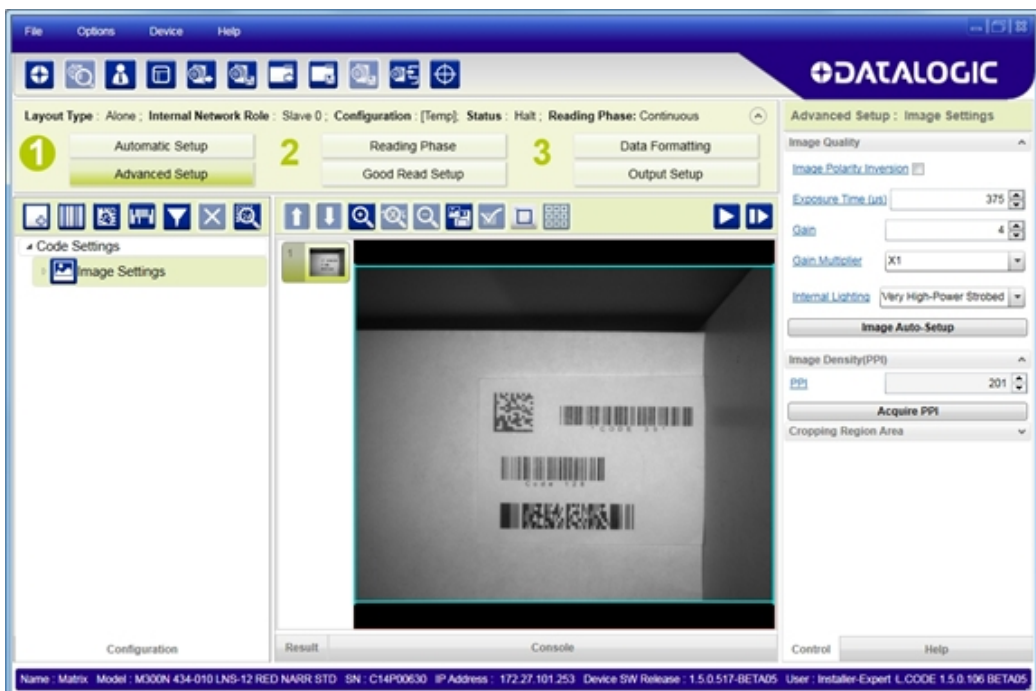 File Options Device Help
DATALOGIC
Layout Type : Alone ; Internal Network Role : Slave 0 ; Configuration : [Temp]; Status : Halt ; Reading Phase: Continuous
1 Automatic Setup
Advanced Setup
2 Reading Phase
Good Read Setup
3 Data Formatting
Output Setup
Code Settings
Image Settings
1
*CODE 39*
Code 128
Configuration
Result
Console
Advanced Setup : Image Settings
Image Quality
Image Polarity Inversion
Exposure Time (us) 375
Gain 4
Gain Multiplier X1
Internal Lighting Very High-Power Strobed
Image Auto-Setup
Image Density(PPI)
PPI 201
Acquire PPI
Cropping Region Area
Control Help
Name : Matrix Model : M300N 434-010 LNS-12 RED NARR STD SN : C14P00630 IP Address : 172.27.101.253 Device SW Release : 1.5.0.517-BETA05 User : Installer-Expert L.CODE 1.5.0.106 BETA05